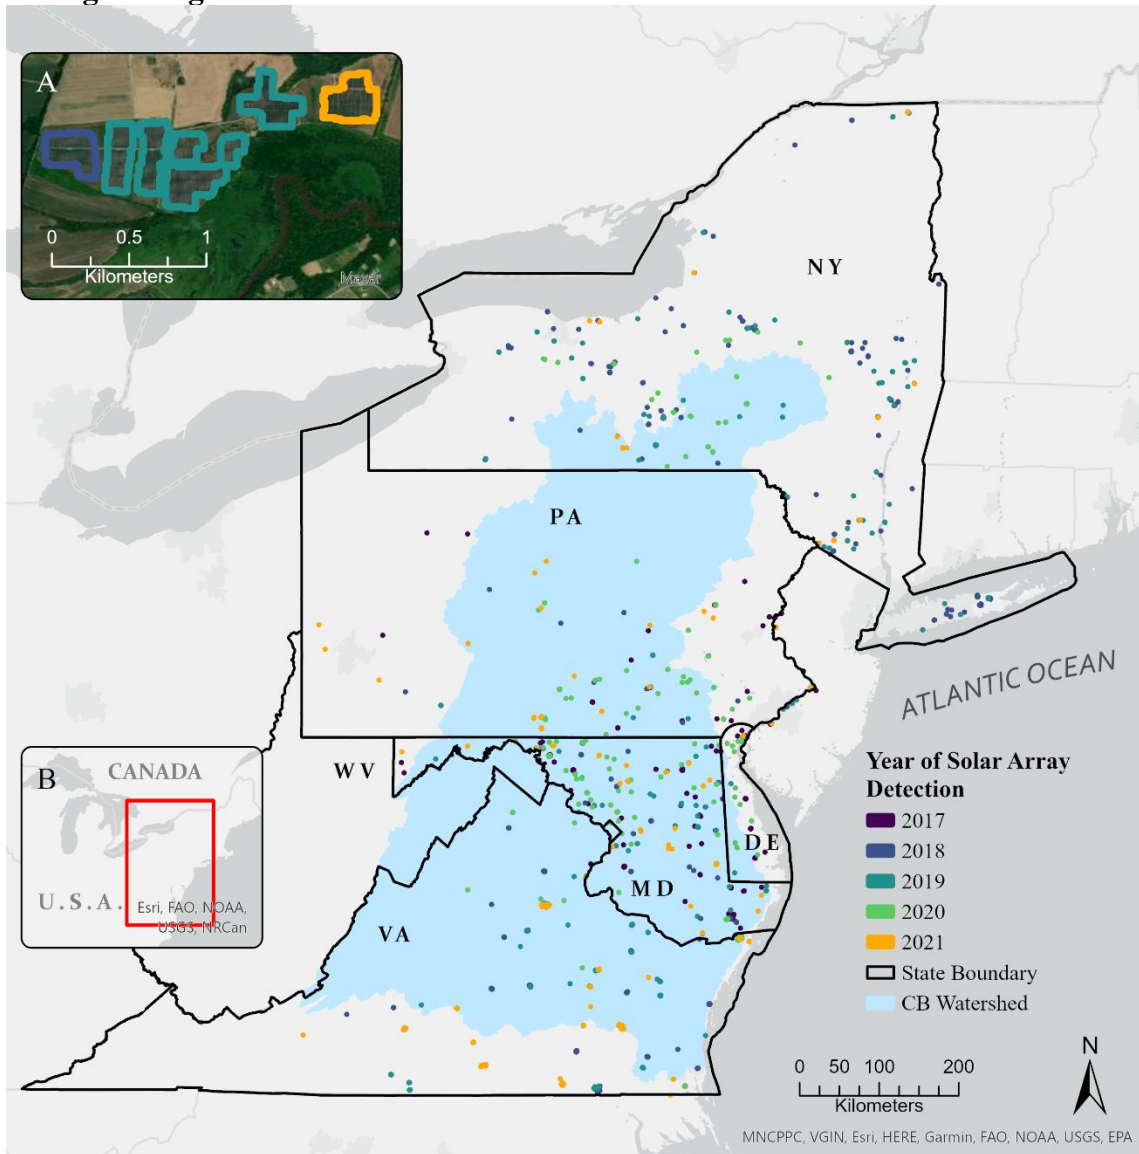 A
0 0.5 1
Kilometers
Maxar
NY
PA
ATLANTIC OCEAN
WV
DE
MD
VA
B
CANADA
U.S.A.
Esri, FAO, NOAA,
USGS, NRCan
Year of Solar Array
Detection
2017
2018
2019
2020
2021
State Boundary
CB Watershed
N
0 50 100 200
Kilometers
MNCPPC, VGIN, Esri, HERE, Garmin, FAO, NOAA, USGS, EPA